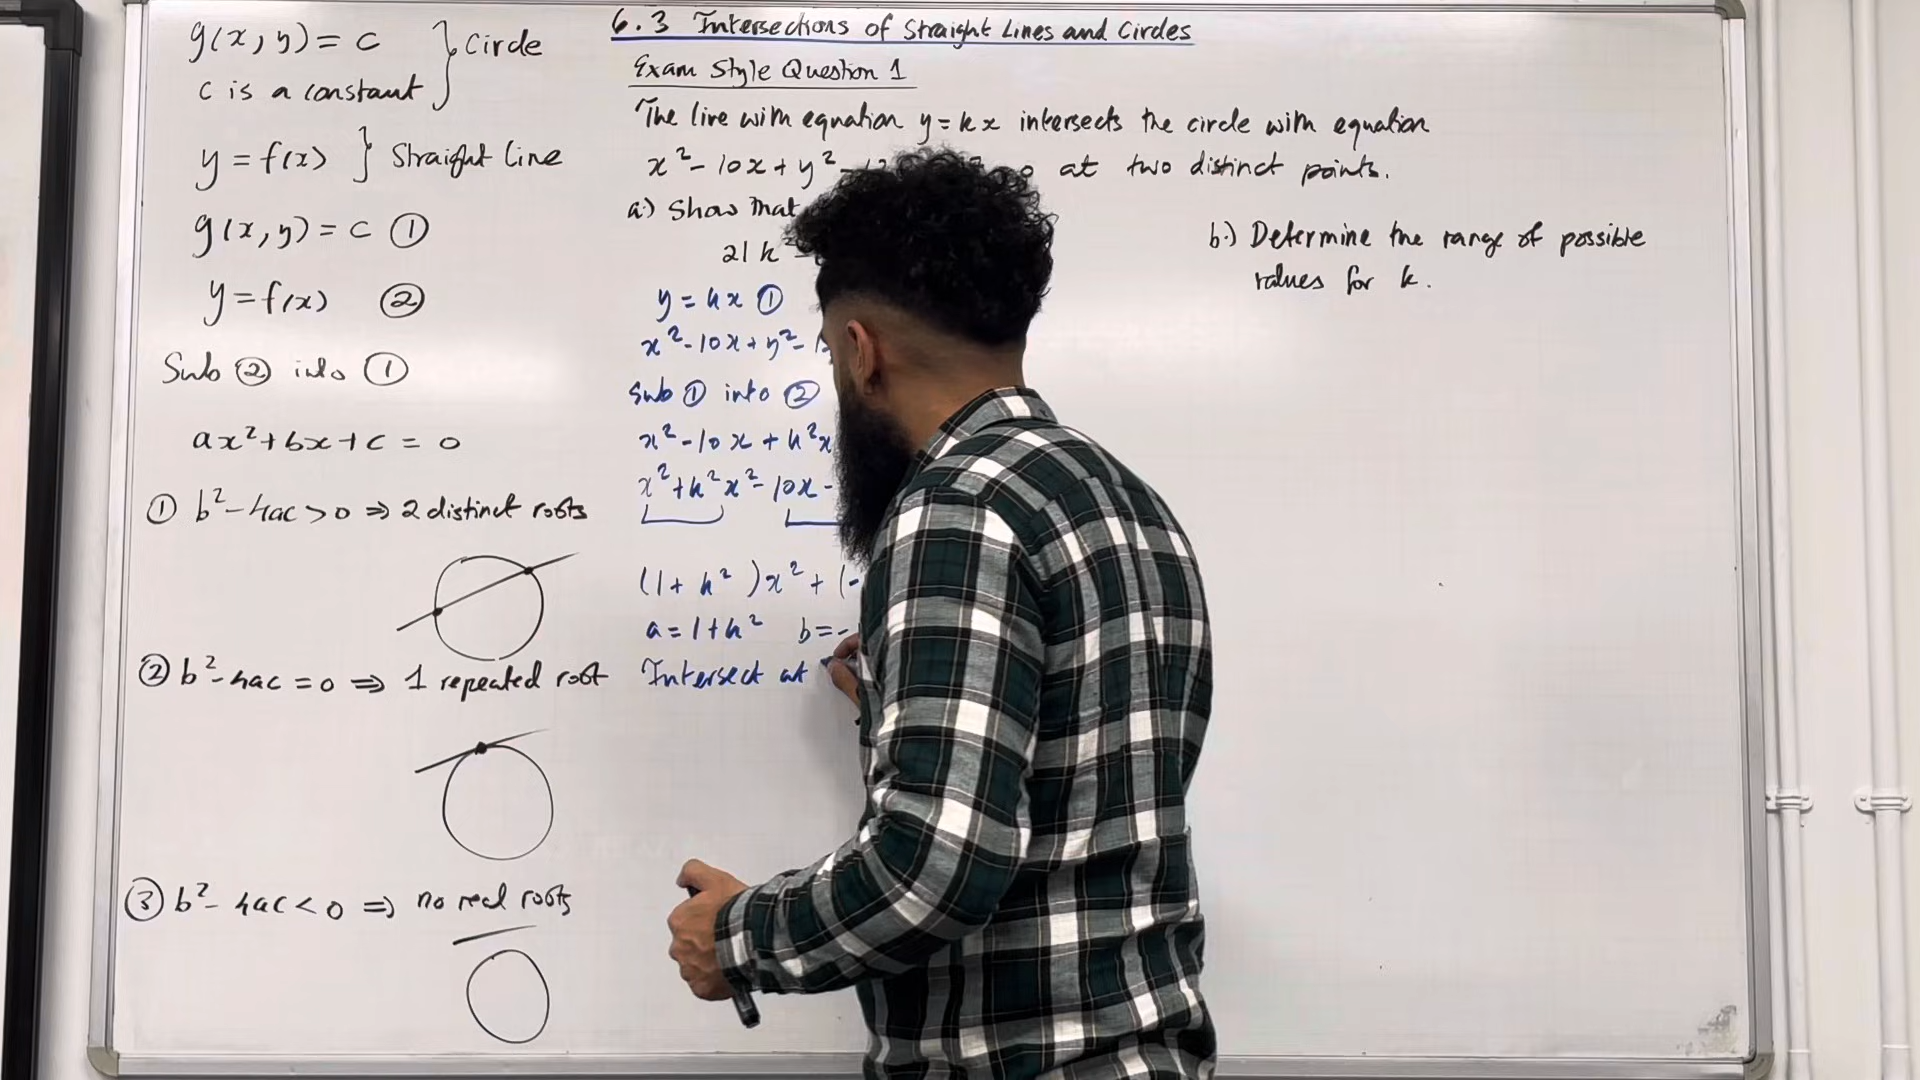 g(x, y) = c } Circle
c is a constant
y = f(x) } Straight Line
g(x, y) = c ①
y = f(x) ②
Sub ② into ①
ax² + bx + c = 0
① b² - 4ac > 0 ⇒ 2 distinct roots
② b² - 4ac = 0 ⇒ 1 repeated root
③ b² - 4ac < 0 ⇒ no real roots
6.3 Intersections of Straight Lines and Circles
Exam Style Question 1
The line with equation y = kx intersects the circle with equation
x² - 10x + y² - 0 at two distinct points.
a.) Show that
21k²
y = kx ①
x² - 10x + y² -
Sub ① into ②
x² - 10x + k²x
x² + k²x² - 10x -
(1 + k²)x² + (-
a = 1 + k² b = -
Intersect at
b.) Determine the range of possible
values for k.